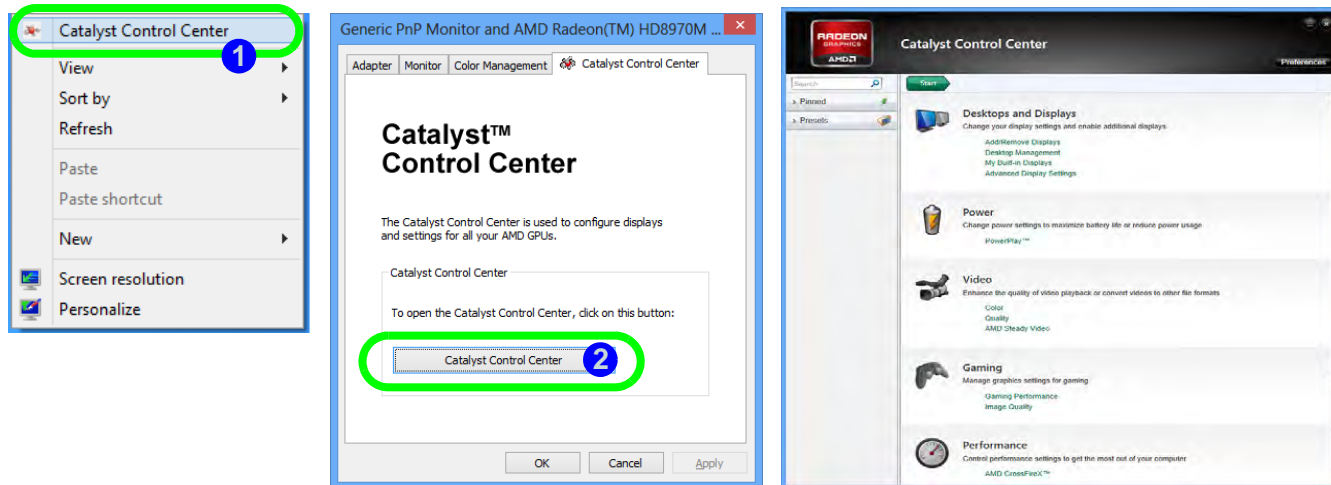 Catalyst Control Center
1
View
Sort by
Refresh
Paste
Paste shortcut
New
Screen resolution
Personalize
Generic PnP Monitor and AMD Radeon(TM) HD8970M ...
Adapter Monitor Color Management Catalyst Control Center
Catalyst™
Control Center
The Catalyst Control Center is used to configure displays
and settings for all your AMD GPUs.
Catalyst Control Center
To open the Catalyst Control Center, click on this button:
Catalyst Control Center 2
OK Cancel Apply
RADEON
GRAPHICS
AMD
Catalyst Control Center
Preferences
Search
Start
Pinned
Presets
Desktops and Displays
Change your display settings and enable additional displays
Add/Remove Displays
Desktop Management
My Built-in Displays
Advanced Display Settings
Power
Change power settings to maximize battery life or reduce power usage
PowerPlay™
Video
Enhance the quality of video playback or convert videos to other file formats
Color
Quality
AMD Steady Video
Gaming
Manage graphics settings for gaming
Gaming Performance
Image Quality
Performance
Control performance settings to get the most out of your computer
AMD CrossFireX™